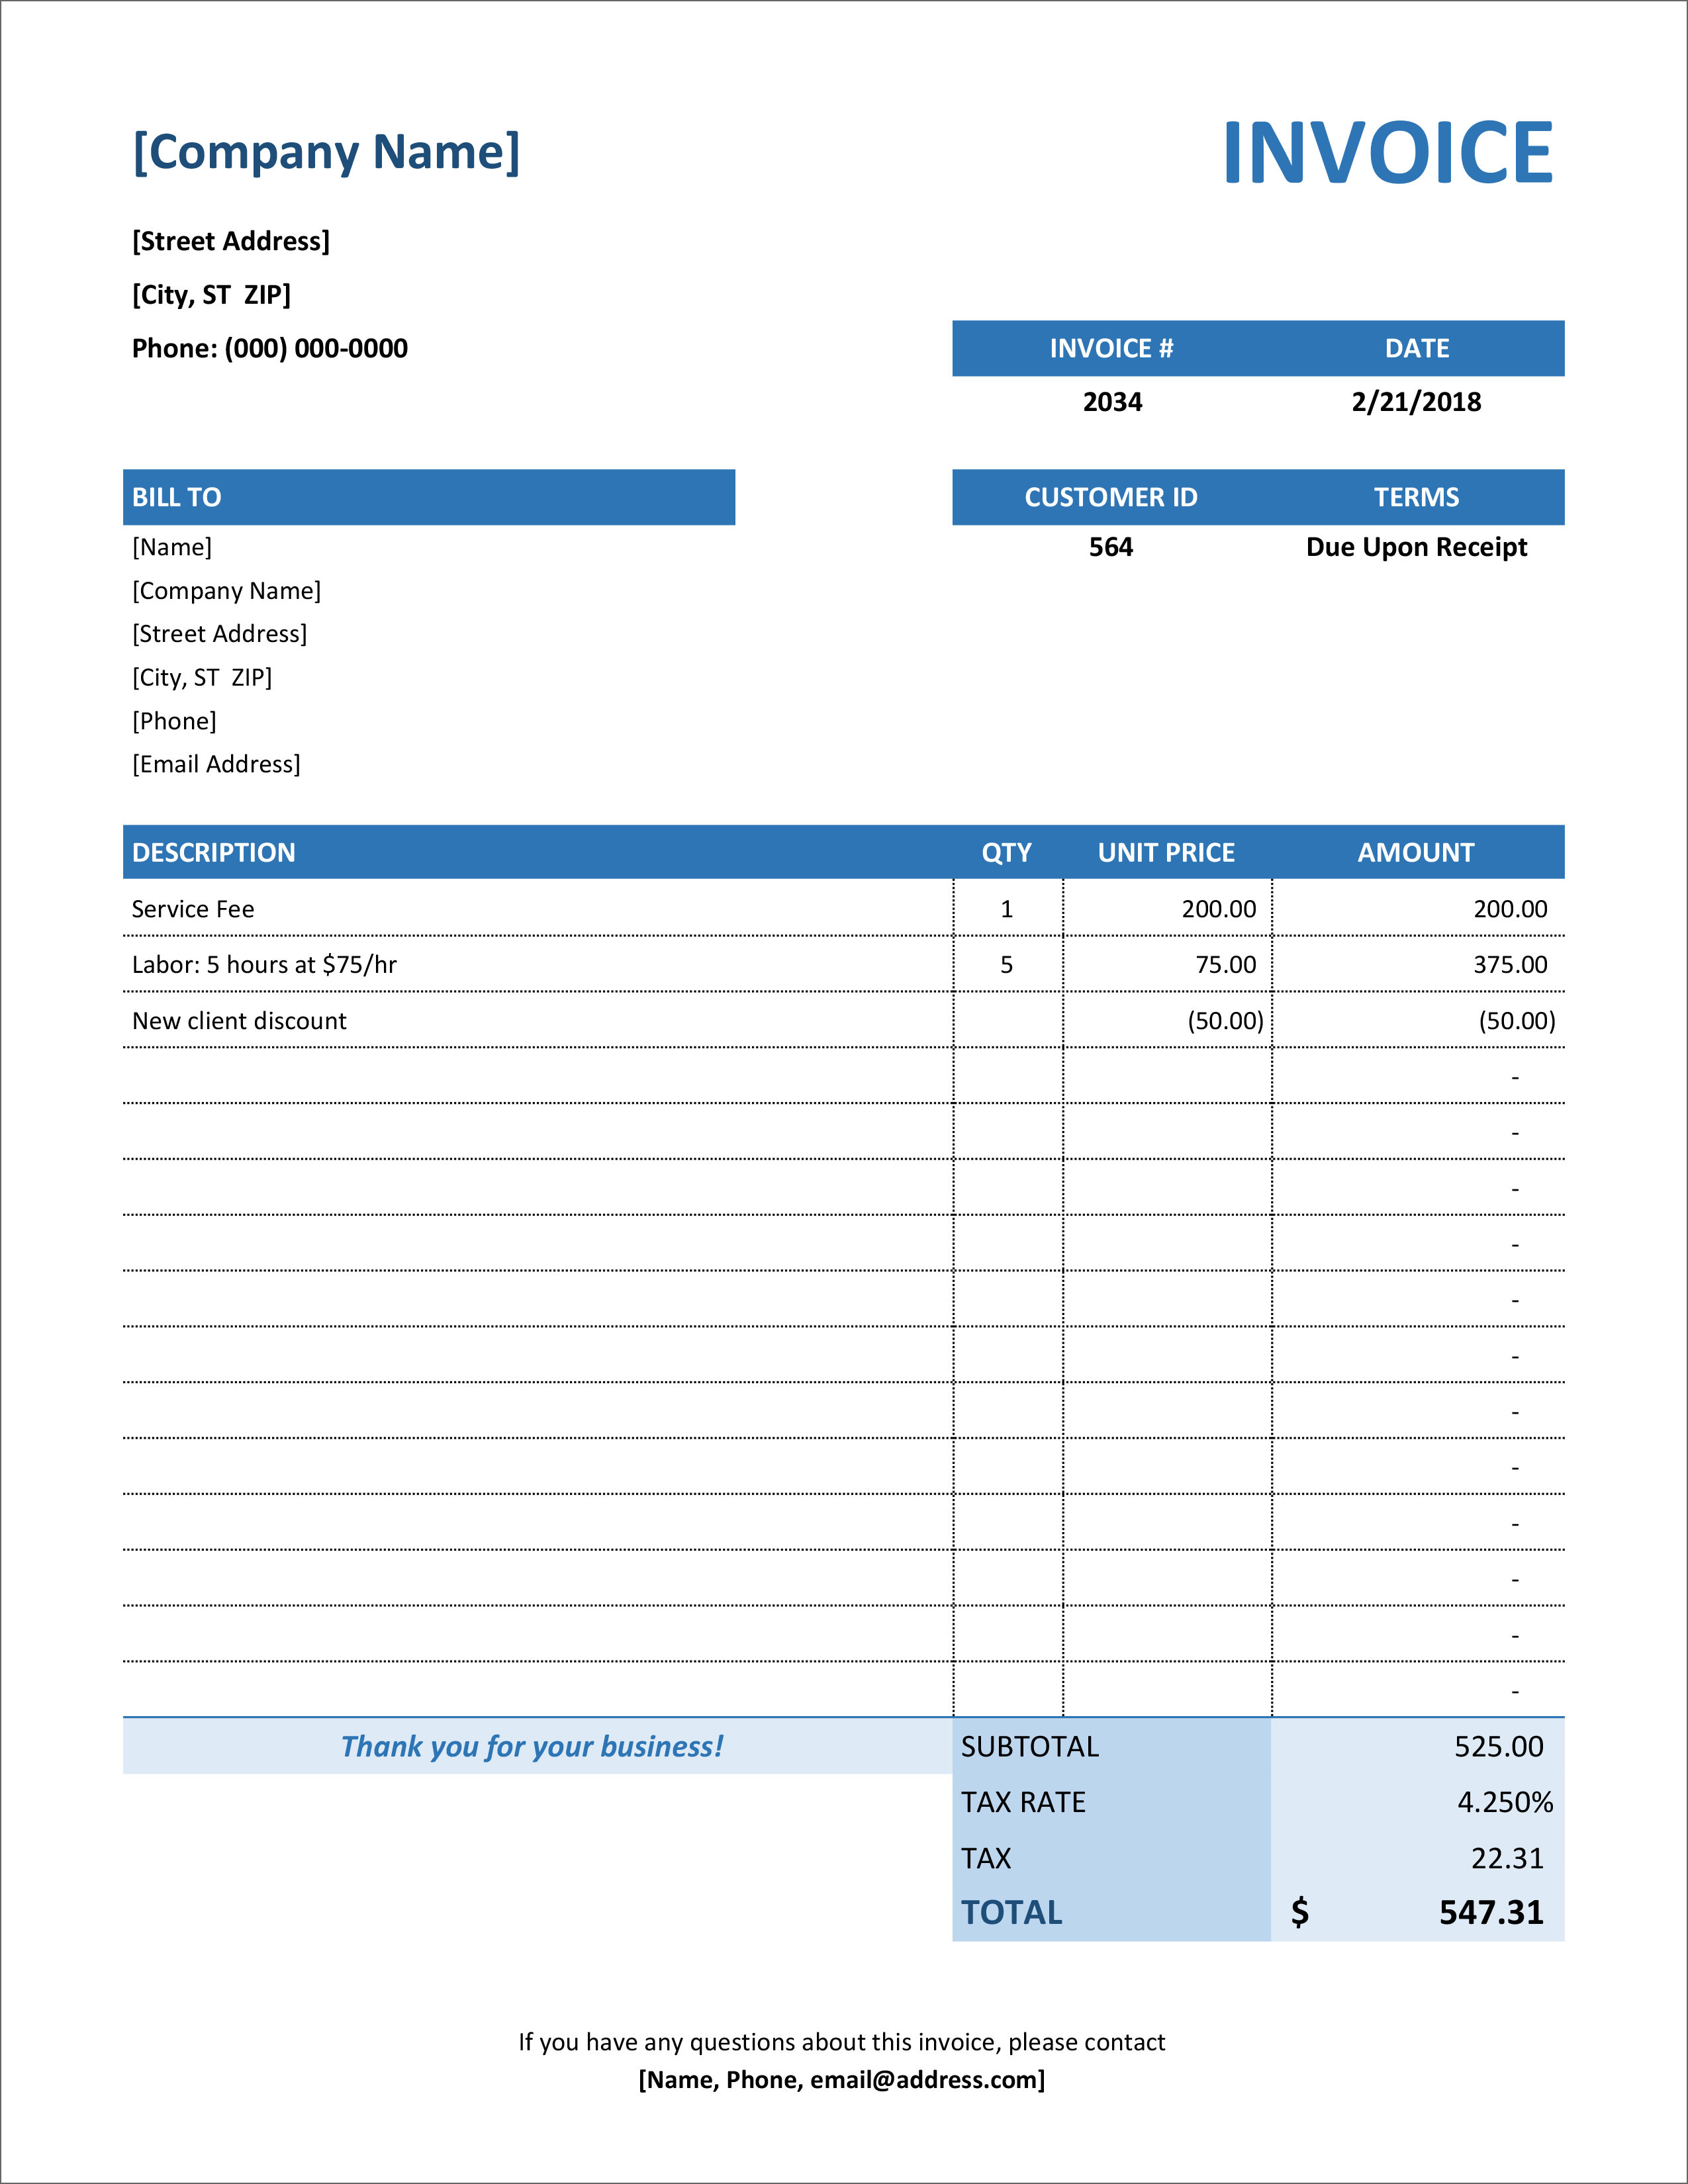 [Company Name]
INVOICE
[Street Address]
[City, ST  ZIP]
Phone: (000) 000-0000
INVOICE # DATE
2034 2/21/2018
BILL TO
CUSTOMER ID TERMS
[Name]
564 Due Upon Receipt
[Company Name]
[Street Address]
[City, ST  ZIP]
[Phone]
[Email Address]
DESCRIPTION QTY UNIT PRICE AMOUNT
Service Fee 1 200.00 200.00
Labor: 5 hours at $75/hr 5 75.00 375.00
New client discount (50.00) (50.00)
-
-
-
-
-
-
-
-
-
-
-
-
Thank you for your business! SUBTOTAL 525.00
TAX RATE 4.250%
TAX 22.31
TOTAL $ 547.31
If you have any questions about this invoice, please contact
[Name, Phone, email@address.com]